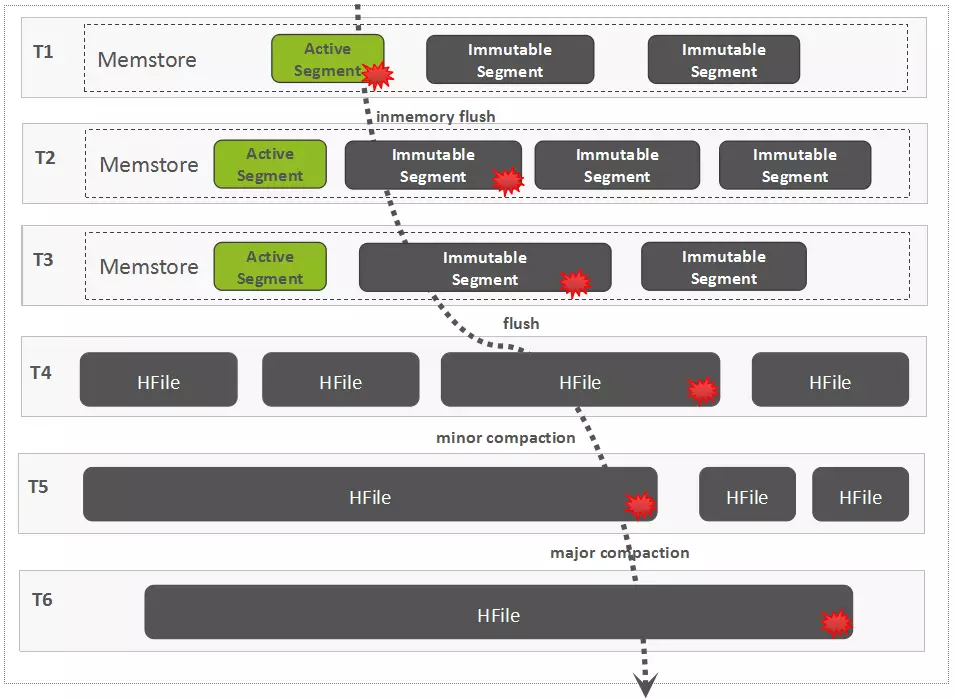 T1
Memstore
Active
Segment
Immutable
Segment
Immutable
Segment
inmemory flush
T2
Memstore
Active
Segment
Immutable
Segment
Immutable
Segment
Immutable
Segment
T3
Memstore
Active
Segment
Immutable
Segment
Immutable
Segment
flush
T4
HFile
HFile
HFile
HFile
minor compaction
T5
HFile
HFile
HFile
major compaction
T6
HFile